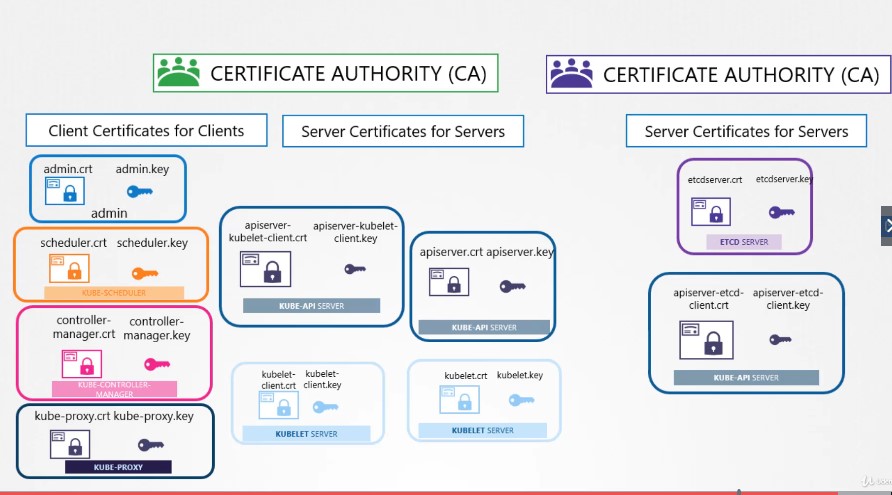 CERTIFICATE AUTHORITY (CA)
CERTIFICATE AUTHORITY (CA)
Client Certificates for Clients
Server Certificates for Servers
Server Certificates for Servers
admin.crt admin.key
admin
scheduler.crt scheduler.key
KUBE-SCHEDULER
controller-
manager.crt
controller-
manager.key
KUBE-CONTROLLER-
MANAGER
kube-proxy.crt kube-proxy.key
KUBE-PROXY
apiserver-
kubelet-client.crt
apiserver-kubelet-
client.key
KUBE-API SERVER
apiserver.crt apiserver.key
KUBE-API SERVER
kubelet-
client.crt
kubelet-
client.key
KUBELET SERVER
kubelet.crt kubelet.key
KUBELET SERVER
etcdserver.crt etcdserver.key
ETCD SERVER
apiserver-etcd-
client.crt
apiserver-etcd-
client.key
KUBE-API SERVER